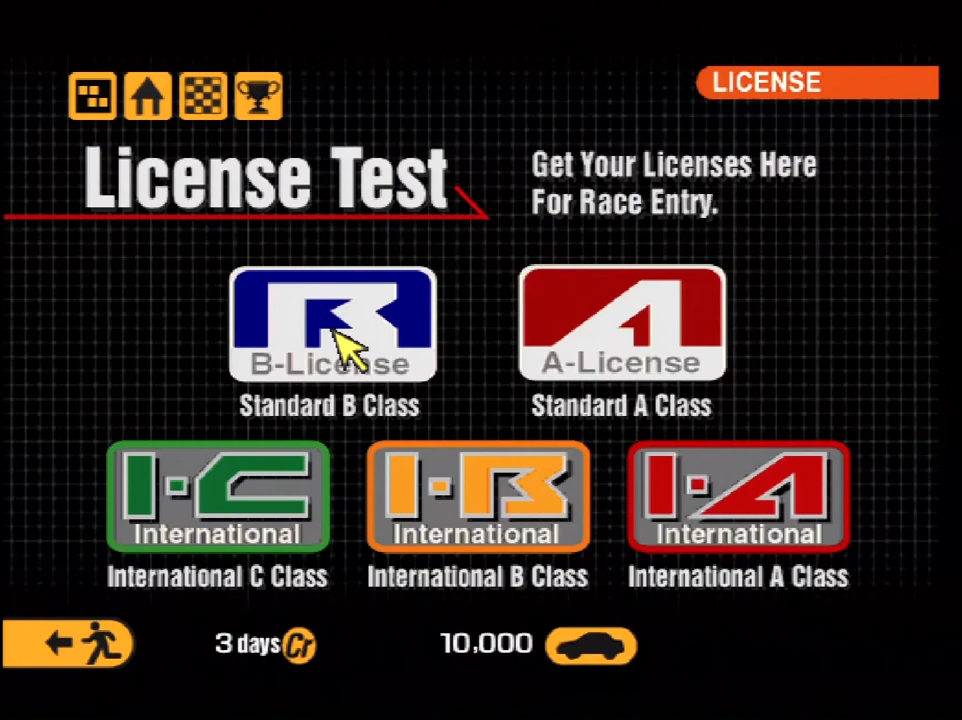 LICENSE
License Test
Get Your Licenses Here
For Race Entry.
B B-License
A A-License
Standard B Class
Standard A Class
I-C International
I-B International
I-A International
International C Class
International B Class
International A Class
3 days Cr
10,000